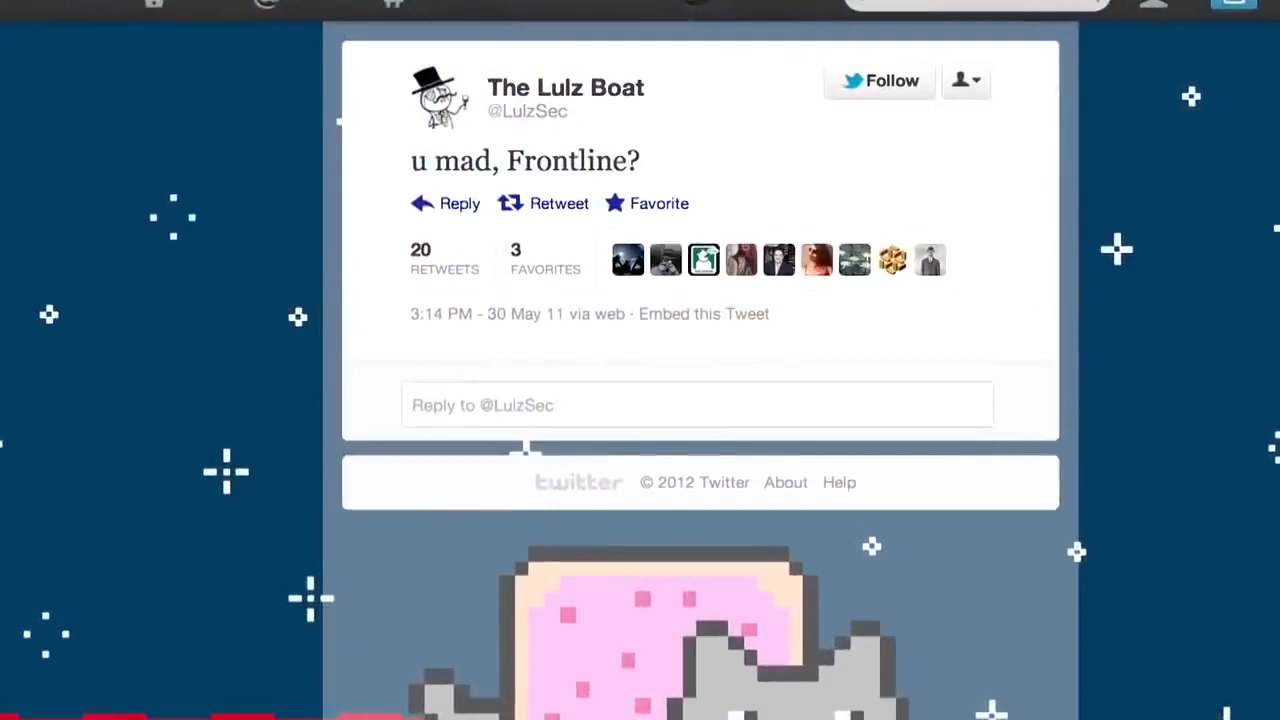 The Lulz Boat
@LulzSec
Follow
u mad, Frontline?
Reply Retweet Favorite
20 RETWEETS 3 FAVORITES
3:14 PM - 30 May 11 via web · Embed this Tweet
Reply to @LulzSec
twitter © 2012 Twitter About Help